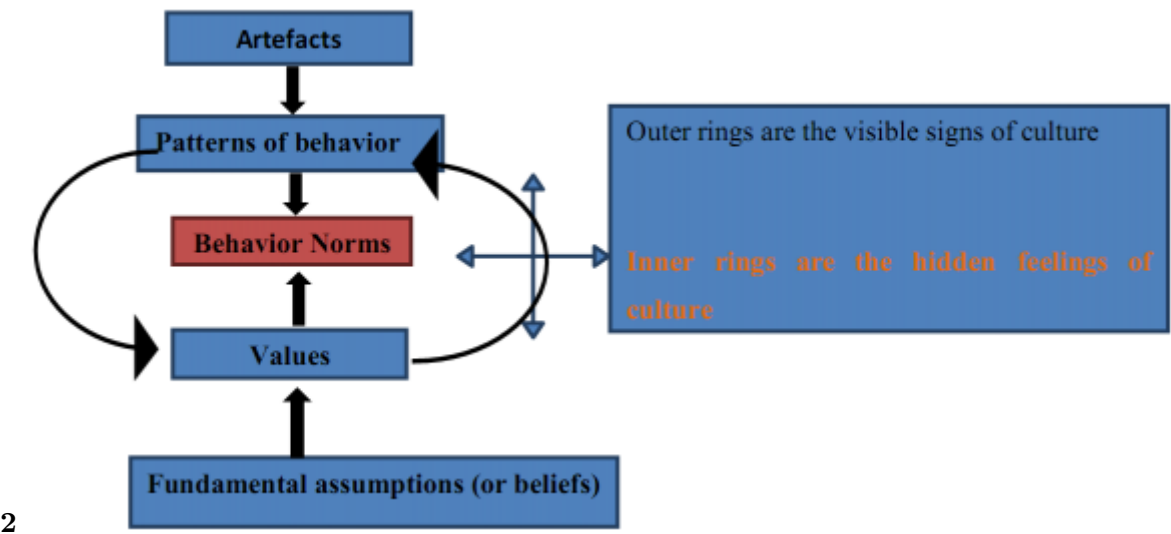 Artefacts
Patterns of behavior
Outer rings are the visible signs of culture
Behavior Norms
Inner rings are the hidden feelings of
culture
Values
Fundamental assumptions (or beliefs)
2